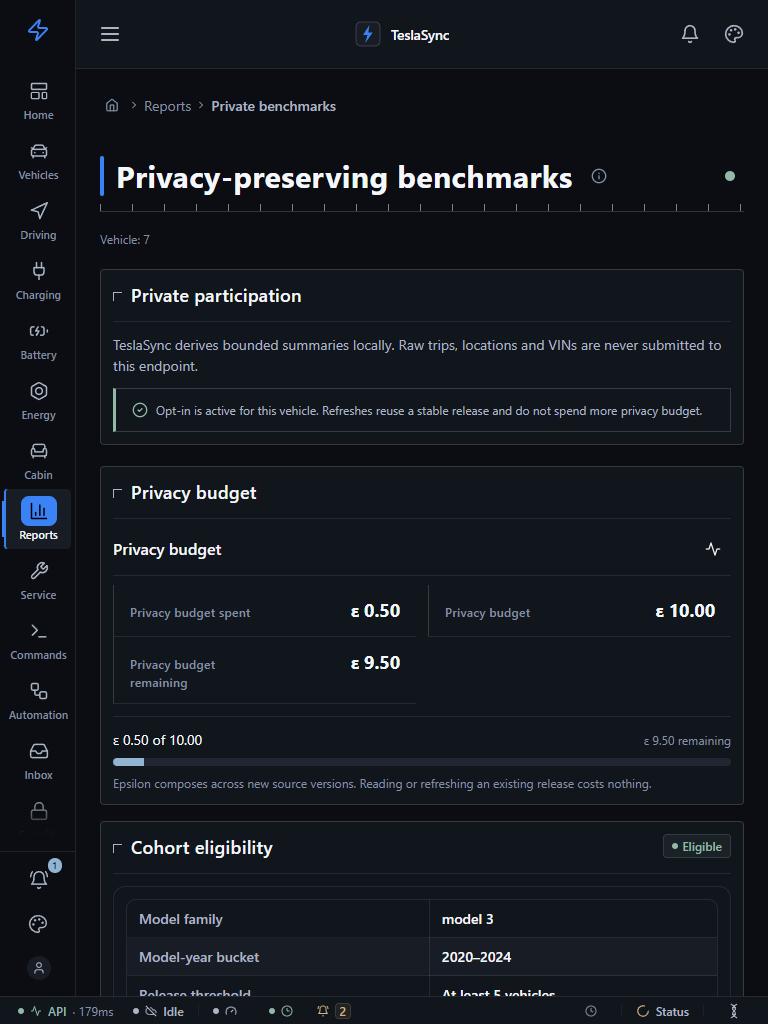 TeslaSync
Home
Vehicles
Driving
Charging
Battery
Energy
Cabin
Reports
Service
Commands
Automation
Inbox
1
Reports
Private benchmarks
Privacy-preserving benchmarks
Vehicle: 7
Private participation
TeslaSync derives bounded summaries locally. Raw trips, locations and VINs are never submitted to
this endpoint.
Opt-in is active for this vehicle. Refreshes reuse a stable release and do not spend more privacy budget.
Privacy budget
Privacy budget
Privacy budget spent ε 0.50
Privacy budget ε 10.00
Privacy budget
remaining
ε 9.50
ε 0.50 of 10.00
ε 9.50 remaining
Epsilon composes across new source versions. Reading or refreshing an existing release costs nothing.
Cohort eligibility
Eligible
Model family model 3
Model-year bucket 2020–2024
Release threshold At least 5 vehicles
API · 179ms
Idle
2
Status